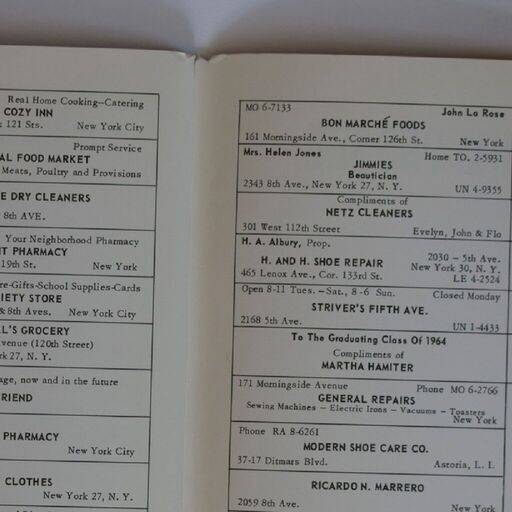 Real Home Cooking—Catering
COZY INN
121 Sts. New York City
Prompt Service
FOOD MARKET
Meats, Poultry and Provisions
DRY CLEANERS
8th AVE.
Your Neighborhood Pharmacy
PHARMACY
19th St. New York
-Gifts-School Supplies-Cards
STORE
& 8th Aves. New York City
GROCERY
(120th Street)
27, N. Y.
now and in the future
RIEND
PHARMACY
New York City
CLOTHES
New York 27, N. Y.
MO 6-7133 John La Rose
BON MARCHÉ FOODS
161 Morningside Ave., Corner 126th St. New York
Mrs. Helen Jones Home TO. 2-5931
JIMMIES
Beautician
2343 8th Ave., New York 27, N. Y. UN 4-9355
Compliments of
NETZ CLEANERS
301 West 112th Street Evelyn, John & Flo
H. A. Albury, Prop. 2030 - 5th Ave.
H. AND H. SHOE REPAIR New York 30, N. Y.
465 Lenox Ave., Cor. 133rd St. LE 4-2524
Open 8-11 Tues. - Sat., 8-6 Sun. Closed Monday
STRIVER'S FIFTH AVE.
2168 5th Ave. UN 1-4433
To The Graduating Class Of 1964
Compliments of
MARTHA HAMITER
171 Morningside Avenue Phone MO 6-2766
GENERAL REPAIRS
Sewing Machines — Electric Irons — Vacuums — Toasters
New York
Phone RA 8-6261
MODERN SHOE CARE CO.
37-17 Ditmars Blvd. Astoria, L. I.
RICARDO N. MARRERO
2059 8th Ave. New York